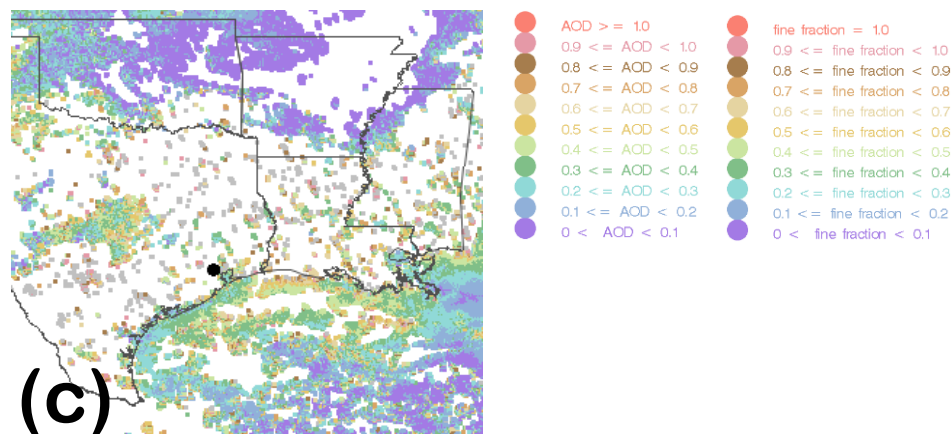 AOD >= 1.0
0.9 <= AOD < 1.0
0.8 <= AOD < 0.9
0.7 <= AOD < 0.8
0.6 <= AOD < 0.7
0.5 <= AOD < 0.6
0.4 <= AOD < 0.5
0.3 <= AOD < 0.4
0.2 <= AOD < 0.3
0.1 <= AOD < 0.2
0 < AOD < 0.1
fine fraction = 1.0
0.9 <= fine fraction < 1.0
0.8 <= fine fraction < 0.9
0.7 <= fine fraction < 0.8
0.6 <= fine fraction < 0.7
0.5 <= fine fraction < 0.6
0.4 <= fine fraction < 0.5
0.3 <= fine fraction < 0.4
0.2 <= fine fraction < 0.3
0.1 <= fine fraction < 0.2
0 < fine fraction < 0.1
(c)